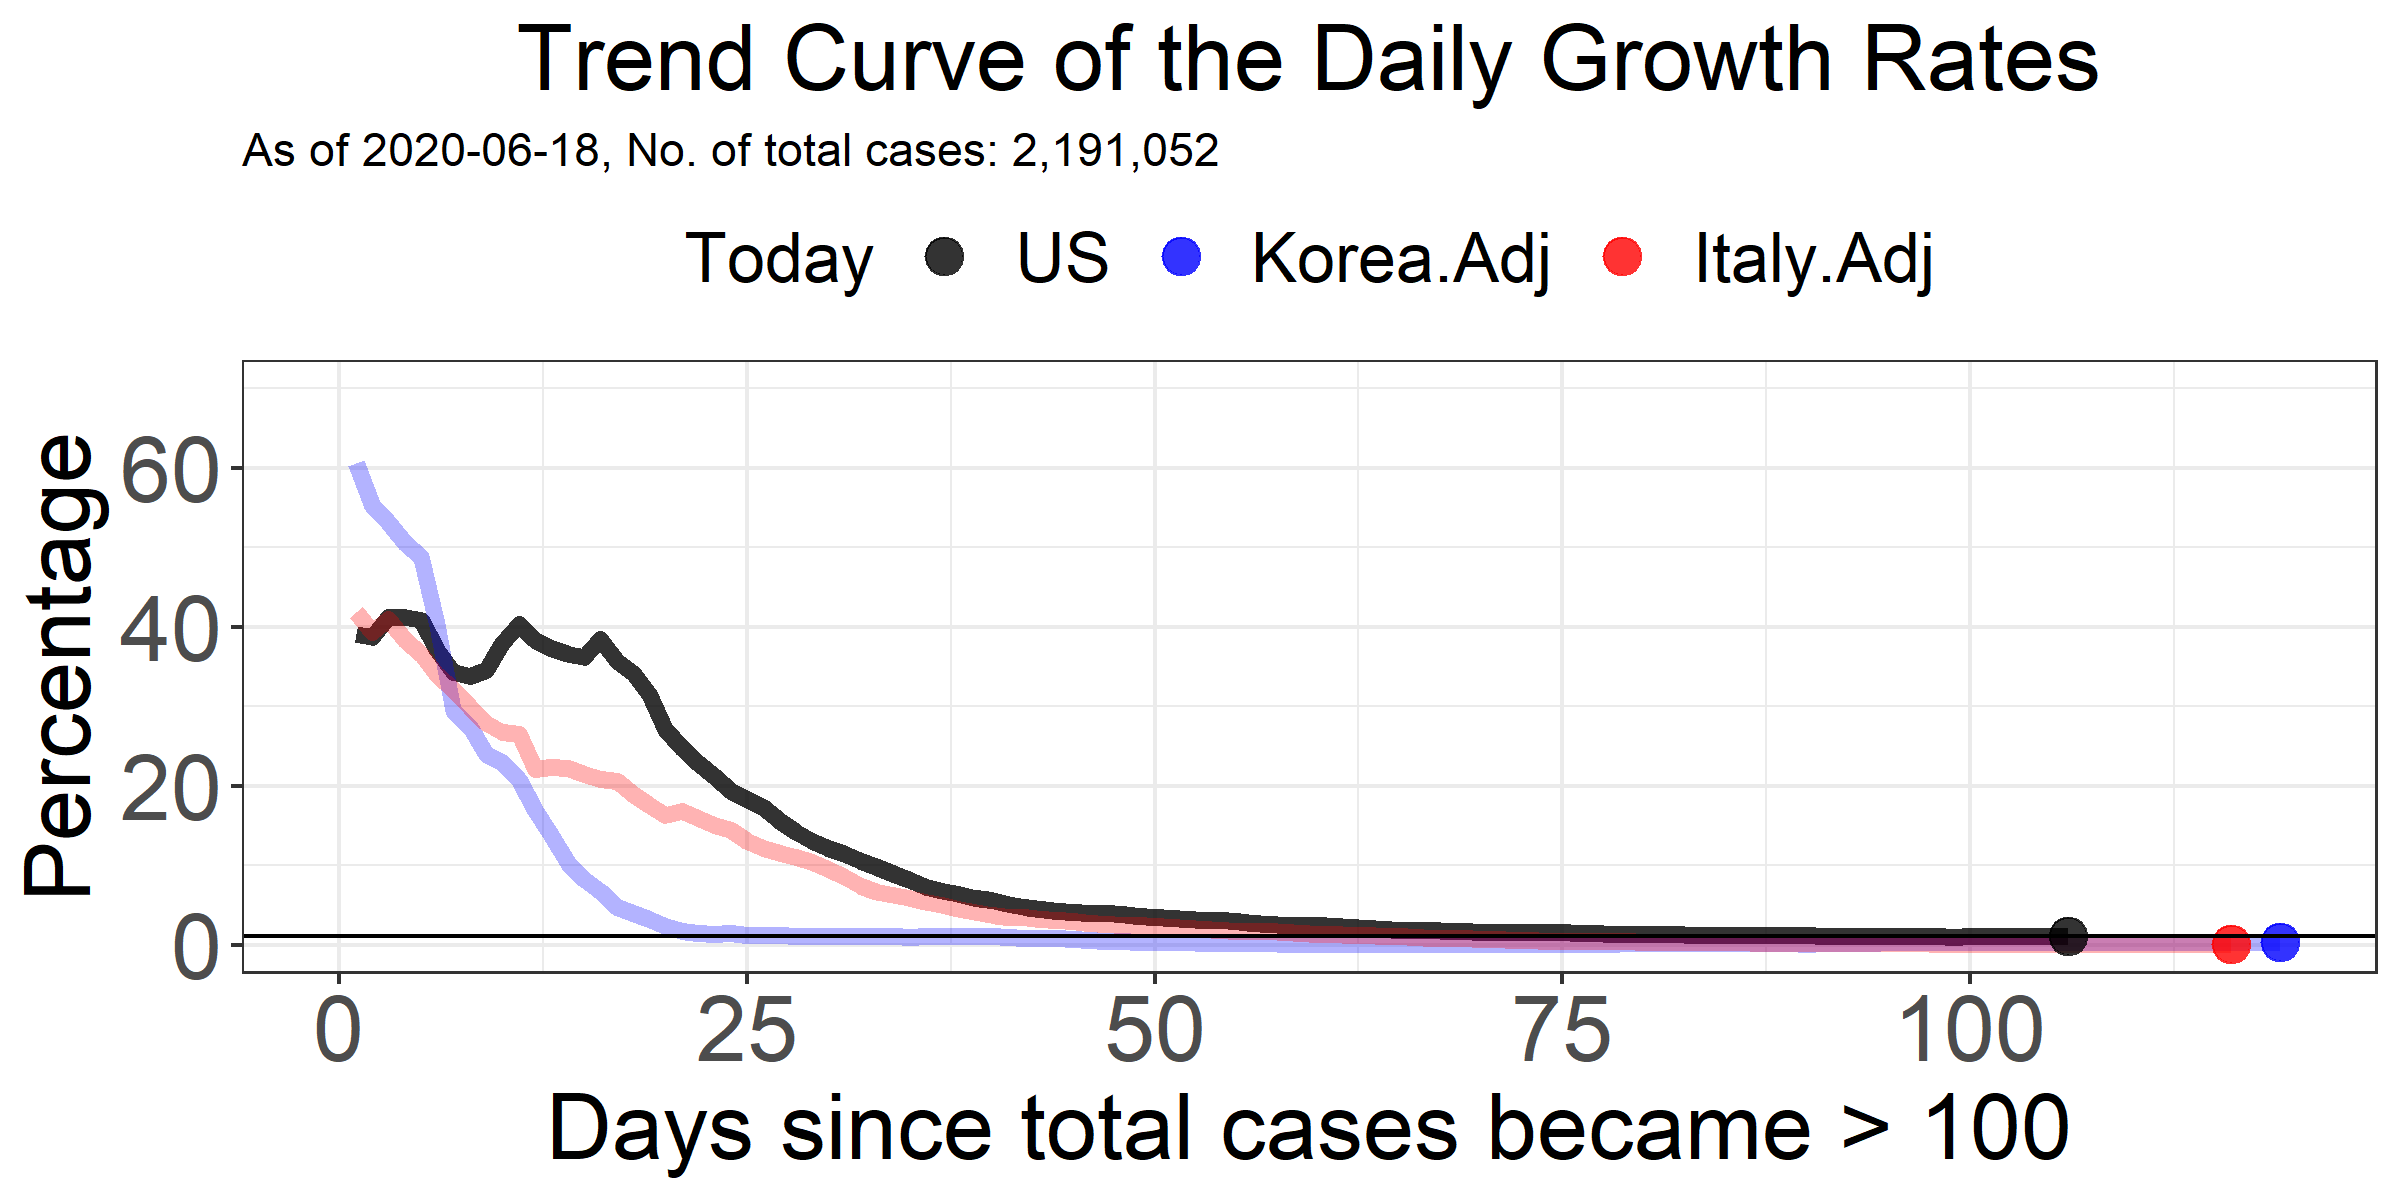 Trend Curve of the Daily Growth Rates
As of 2020-06-18, No. of total cases: 2,191,052
Today US Korea.Adj Italy.Adj
Percentage
60
40
20
0
0 25 50 75 100
Days since total cases became > 100